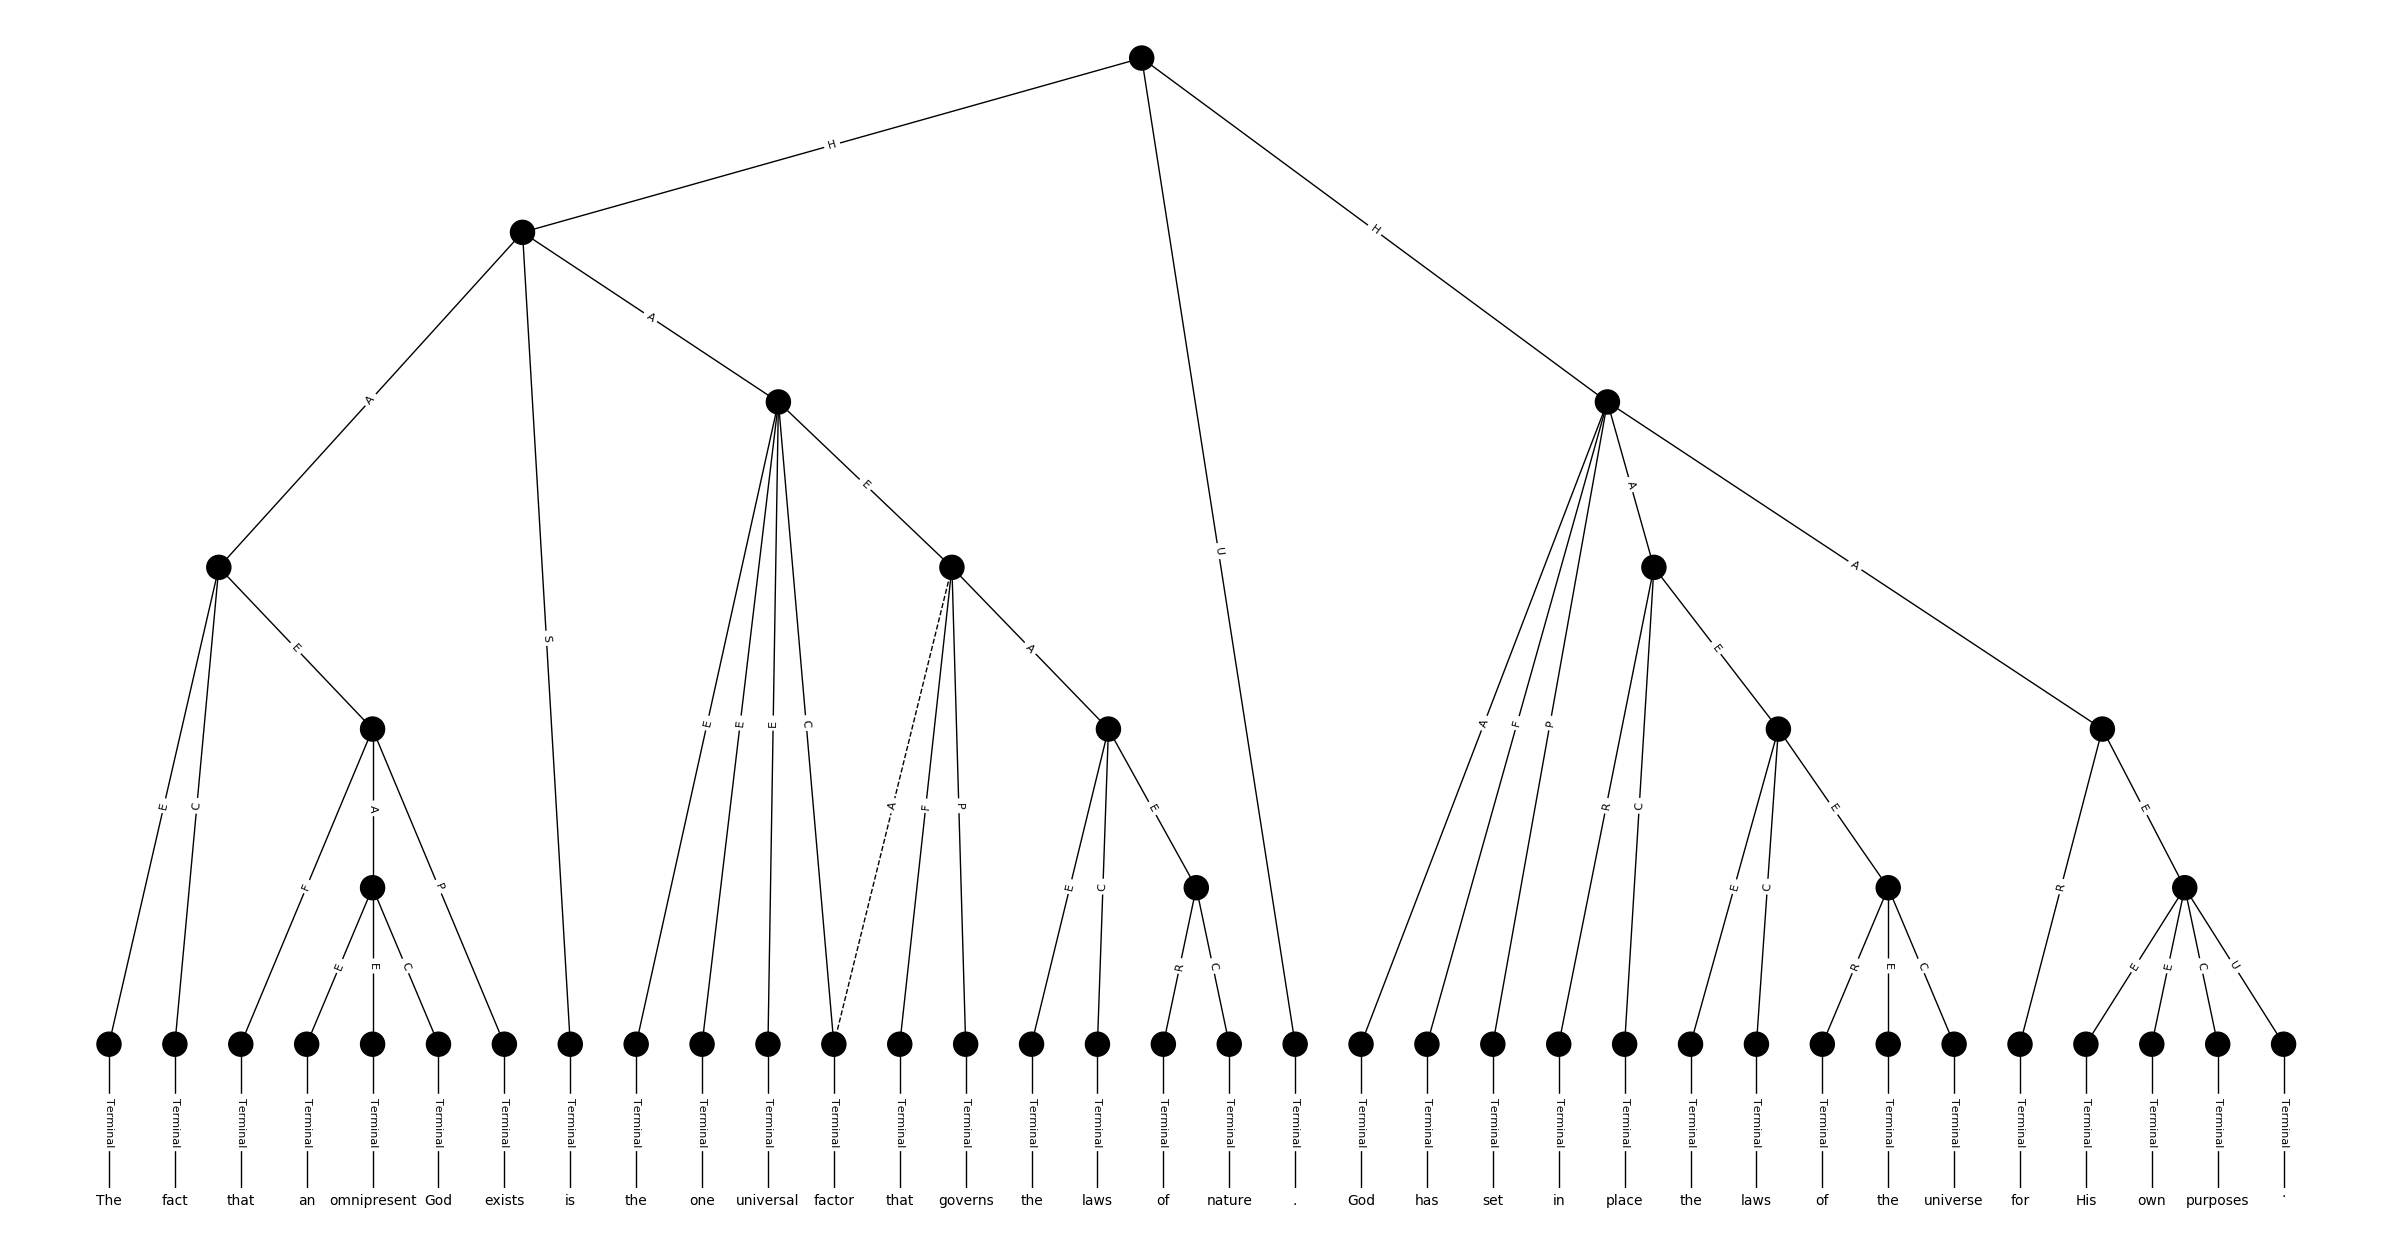 H
H
A
A
E
A
E
U
S
A
E
E
E
E
C
A
F
P
A
E
C
A
F
P
R
C
E
A
E
C
F
P
E
E
C
E
C
E
C
R
E
E
C
R
C
R
E
C
E
E
C
U
Terminal Terminal Terminal Terminal Terminal Terminal Terminal Terminal Terminal Terminal Terminal Terminal Terminal Terminal Terminal Terminal Terminal Terminal Terminal Terminal Terminal Terminal Terminal Terminal Terminal Terminal Terminal Terminal Terminal Terminal Terminal Terminal Terminal Terminal
The fact that an omnipresent God exists is the one universal factor that governs the laws of nature . God has set in place the laws of the universe for His own purposes .